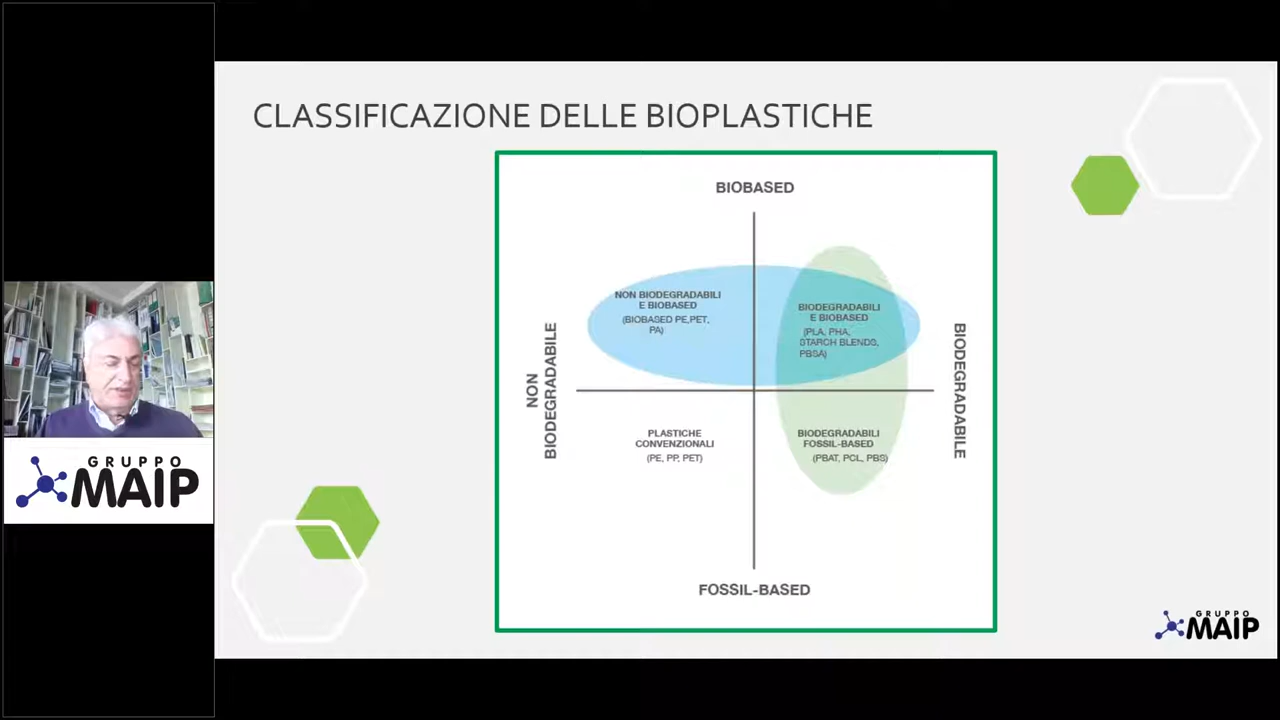 CLASSIFICAZIONE DELLE BIOPLASTICHE
BIOBASED
NON BIODEGRADABILI
E BIOBASED
(BIOBASED PE,PET,
PA)
BIODEGRADABILI
E BIOBASED
(PLA, PHA,
STARCH BLENDS,
PBSA)
NON
BIODEGRADABILE
BIODEGRADABILE
PLASTICHE
CONVENZIONALI
(PE, PP, PET)
BIODEGRADABILI
FOSSIL-BASED
(PBAT, PCL, PBS)
FOSSIL-BASED
GRUPPO
MAIP
GRUPPO
MAIP